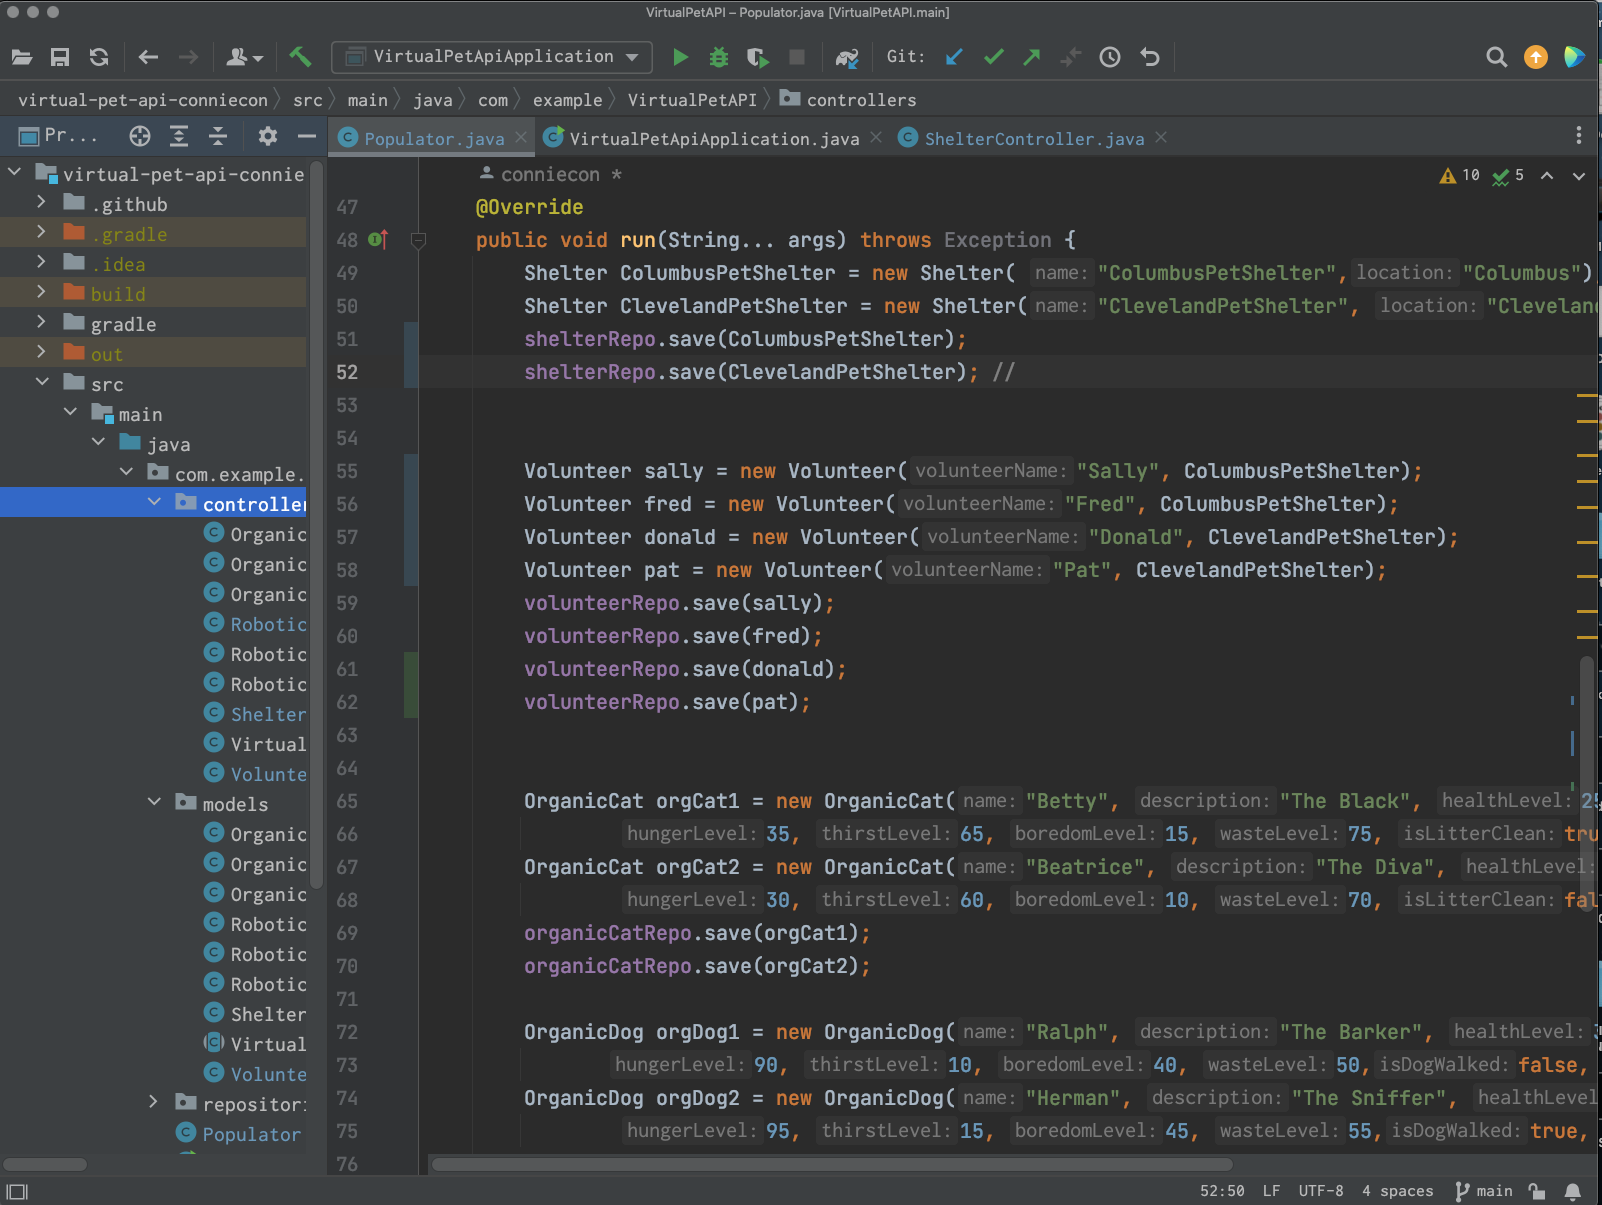 VirtualPetAPI – Populator.java [VirtualPetAPI.main]
VirtualPetApiApplication Git:
virtual-pet-api-conniecon src main java com example VirtualPetAPI controllers
Pr... Populator.java VirtualPetApiApplication.java ShelterController.java
virtual-pet-api-connie
.github
.gradle
.idea
build
gradle
out
src
main
java
com.example.
controller
Organic
Organic
Organic
Robotic
Robotic
Robotic
Shelter
Virtual
Volunte
models
Organic
Organic
Organic
Robotic
Robotic
Robotic
Shelter
Virtual
Volunte
repositori
Populator
conniecon * 10 5
47 @Override
48 public void run(String... args) throws Exception {
49 Shelter ColumbusPetShelter = new Shelter( name: "ColumbusPetShelter", location: "Columbus")
50 Shelter ClevelandPetShelter = new Shelter( name: "ClevelandPetShelter", location: "Clevelan
51 shelterRepo.save(ColumbusPetShelter);
52 shelterRepo.save(ClevelandPetShelter); //
53
54
55 Volunteer sally = new Volunteer( volunteerName: "Sally", ColumbusPetShelter);
56 Volunteer fred = new Volunteer( volunteerName: "Fred", ColumbusPetShelter);
57 Volunteer donald = new Volunteer( volunteerName: "Donald", ClevelandPetShelter);
58 Volunteer pat = new Volunteer( volunteerName: "Pat", ClevelandPetShelter);
59 volunteerRepo.save(sally);
60 volunteerRepo.save(fred);
61 volunteerRepo.save(donald);
62 volunteerRepo.save(pat);
63
64
65 OrganicCat orgCat1 = new OrganicCat( name: "Betty", description: "The Black", healthLevel: 25
66 hungerLevel: 35, thirstLevel: 65, boredomLevel: 15, wasteLevel: 75, isLitterClean: tru
67 OrganicCat orgCat2 = new OrganicCat( name: "Beatrice", description: "The Diva", healthLevel:
68 hungerLevel: 30, thirstLevel: 60, boredomLevel: 10, wasteLevel: 70, isLitterClean: fal
69 organicCatRepo.save(orgCat1);
70 organicCatRepo.save(orgCat2);
71
72 OrganicDog orgDog1 = new OrganicDog( name: "Ralph", description: "The Barker", healthLevel:
73 hungerLevel: 90, thirstLevel: 10, boredomLevel: 40, wasteLevel: 50, isDogWalked: false,
74 OrganicDog orgDog2 = new OrganicDog( name: "Herman", description: "The Sniffer", healthLevel
75 hungerLevel: 95, thirstLevel: 15, boredomLevel: 45, wasteLevel: 55, isDogWalked: true,
76
52:50 LF UTF-8 4 spaces main